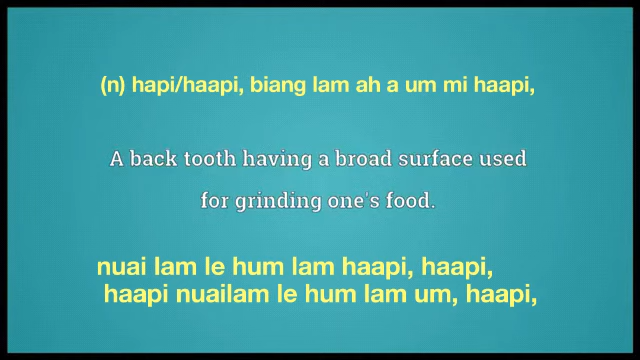 (n) hapi/haapi, biang lam ah a um mi haapi,
A back tooth having a broad surface used
for grinding one's food.
nuai lam le hum lam haapi, haapi,
haapi nuailam le hum lam um, haapi,